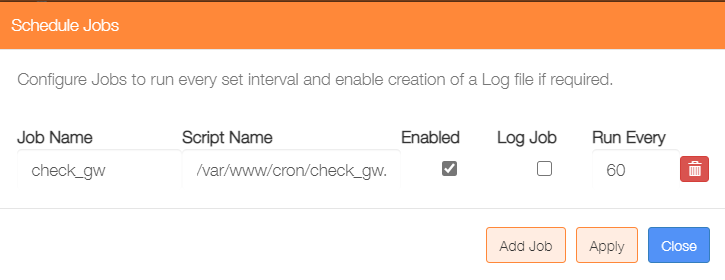 Schedule Jobs
Configure Jobs to run every set interval and enable creation of a Log file if required.
Job Name Script Name Enabled Log Job Run Every
check_gw /var/www/cron/check_gw. 60
Add Job Apply Close